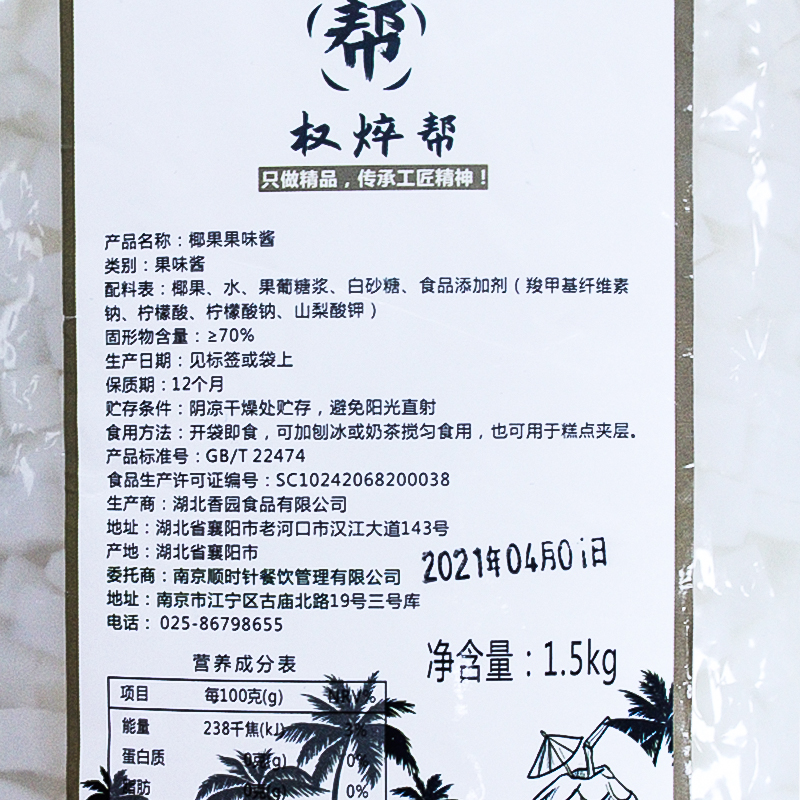 帮
权焠帮
只做精品，传承工匠精神！
产品名称：椰果果味酱
类别：果味酱
配料表：椰果、水、果葡糖浆、白砂糖、食品添加剂（羧甲基纤维素
钠、柠檬酸、柠檬酸钠、山梨酸钾）
固形物含量：≥70%
生产日期：见标签或袋上
保质期：12个月
贮存条件：阴凉干燥处贮存，避免阳光直射
食用方法：开袋即食，可加刨冰或奶茶搅匀食用，也可用于糕点夹层。
产品标准号：GB/T 22474
食品生产许可证编号：SC10242068200038
生产商：湖北香园食品有限公司
地址：湖北省襄阳市老河口市汉江大道143号
产地：湖北省襄阳市
委托商：南京顺时针餐饮管理有限公司
2021年04月01日
地址：南京市江宁区古庙北路19号三号库
电话：025-86798655
净含量：1.5kg
营养成分表
项目 每100克(g) NRV%
能量 238千焦(kJ) 3%
蛋白质 0克(g) 0%
脂肪 0克(g) 0%